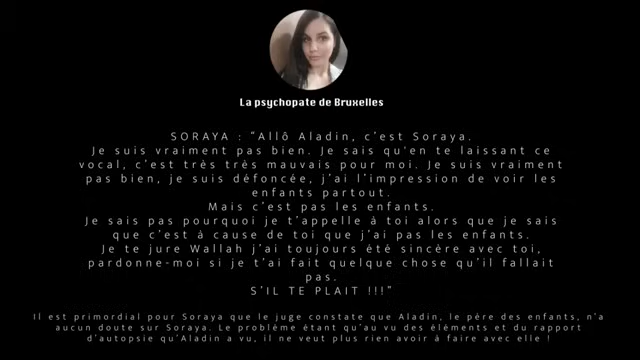 La psychopate de Bruxelles
SORAYA : “Allô Aladin, c’est Soraya.
Je suis vraiment pas bien. Je sais qu'en te laissant ce
vocal, c’est très très mauvais pour moi. Je suis vraiment
pas bien, je suis défoncée, j’ai l’impression de voir les
enfants partout.
Mais c’est pas les enfants.
Je sais pas pourquoi je t’appelle à toi alors que je sais
que c’est á cause de toi que j’ai pas les enfants.
Je te jure Wallah j’ai toujours été sincére avec toi,
pardonne-moi si je t’ai fait quelque chose qu’il fallait
pas.
S’IL TE PLAIT !!!”
Il est primordial pour Soraya que le juge constate que Aladin, le pére des enfants, n’a
aucun doute sur Soraya. Le problème étant qu’au vu des éléments et du rapport
d’autopsie qu’Aladin a vu, il ne veut plus rien avoir á faire avec elle !